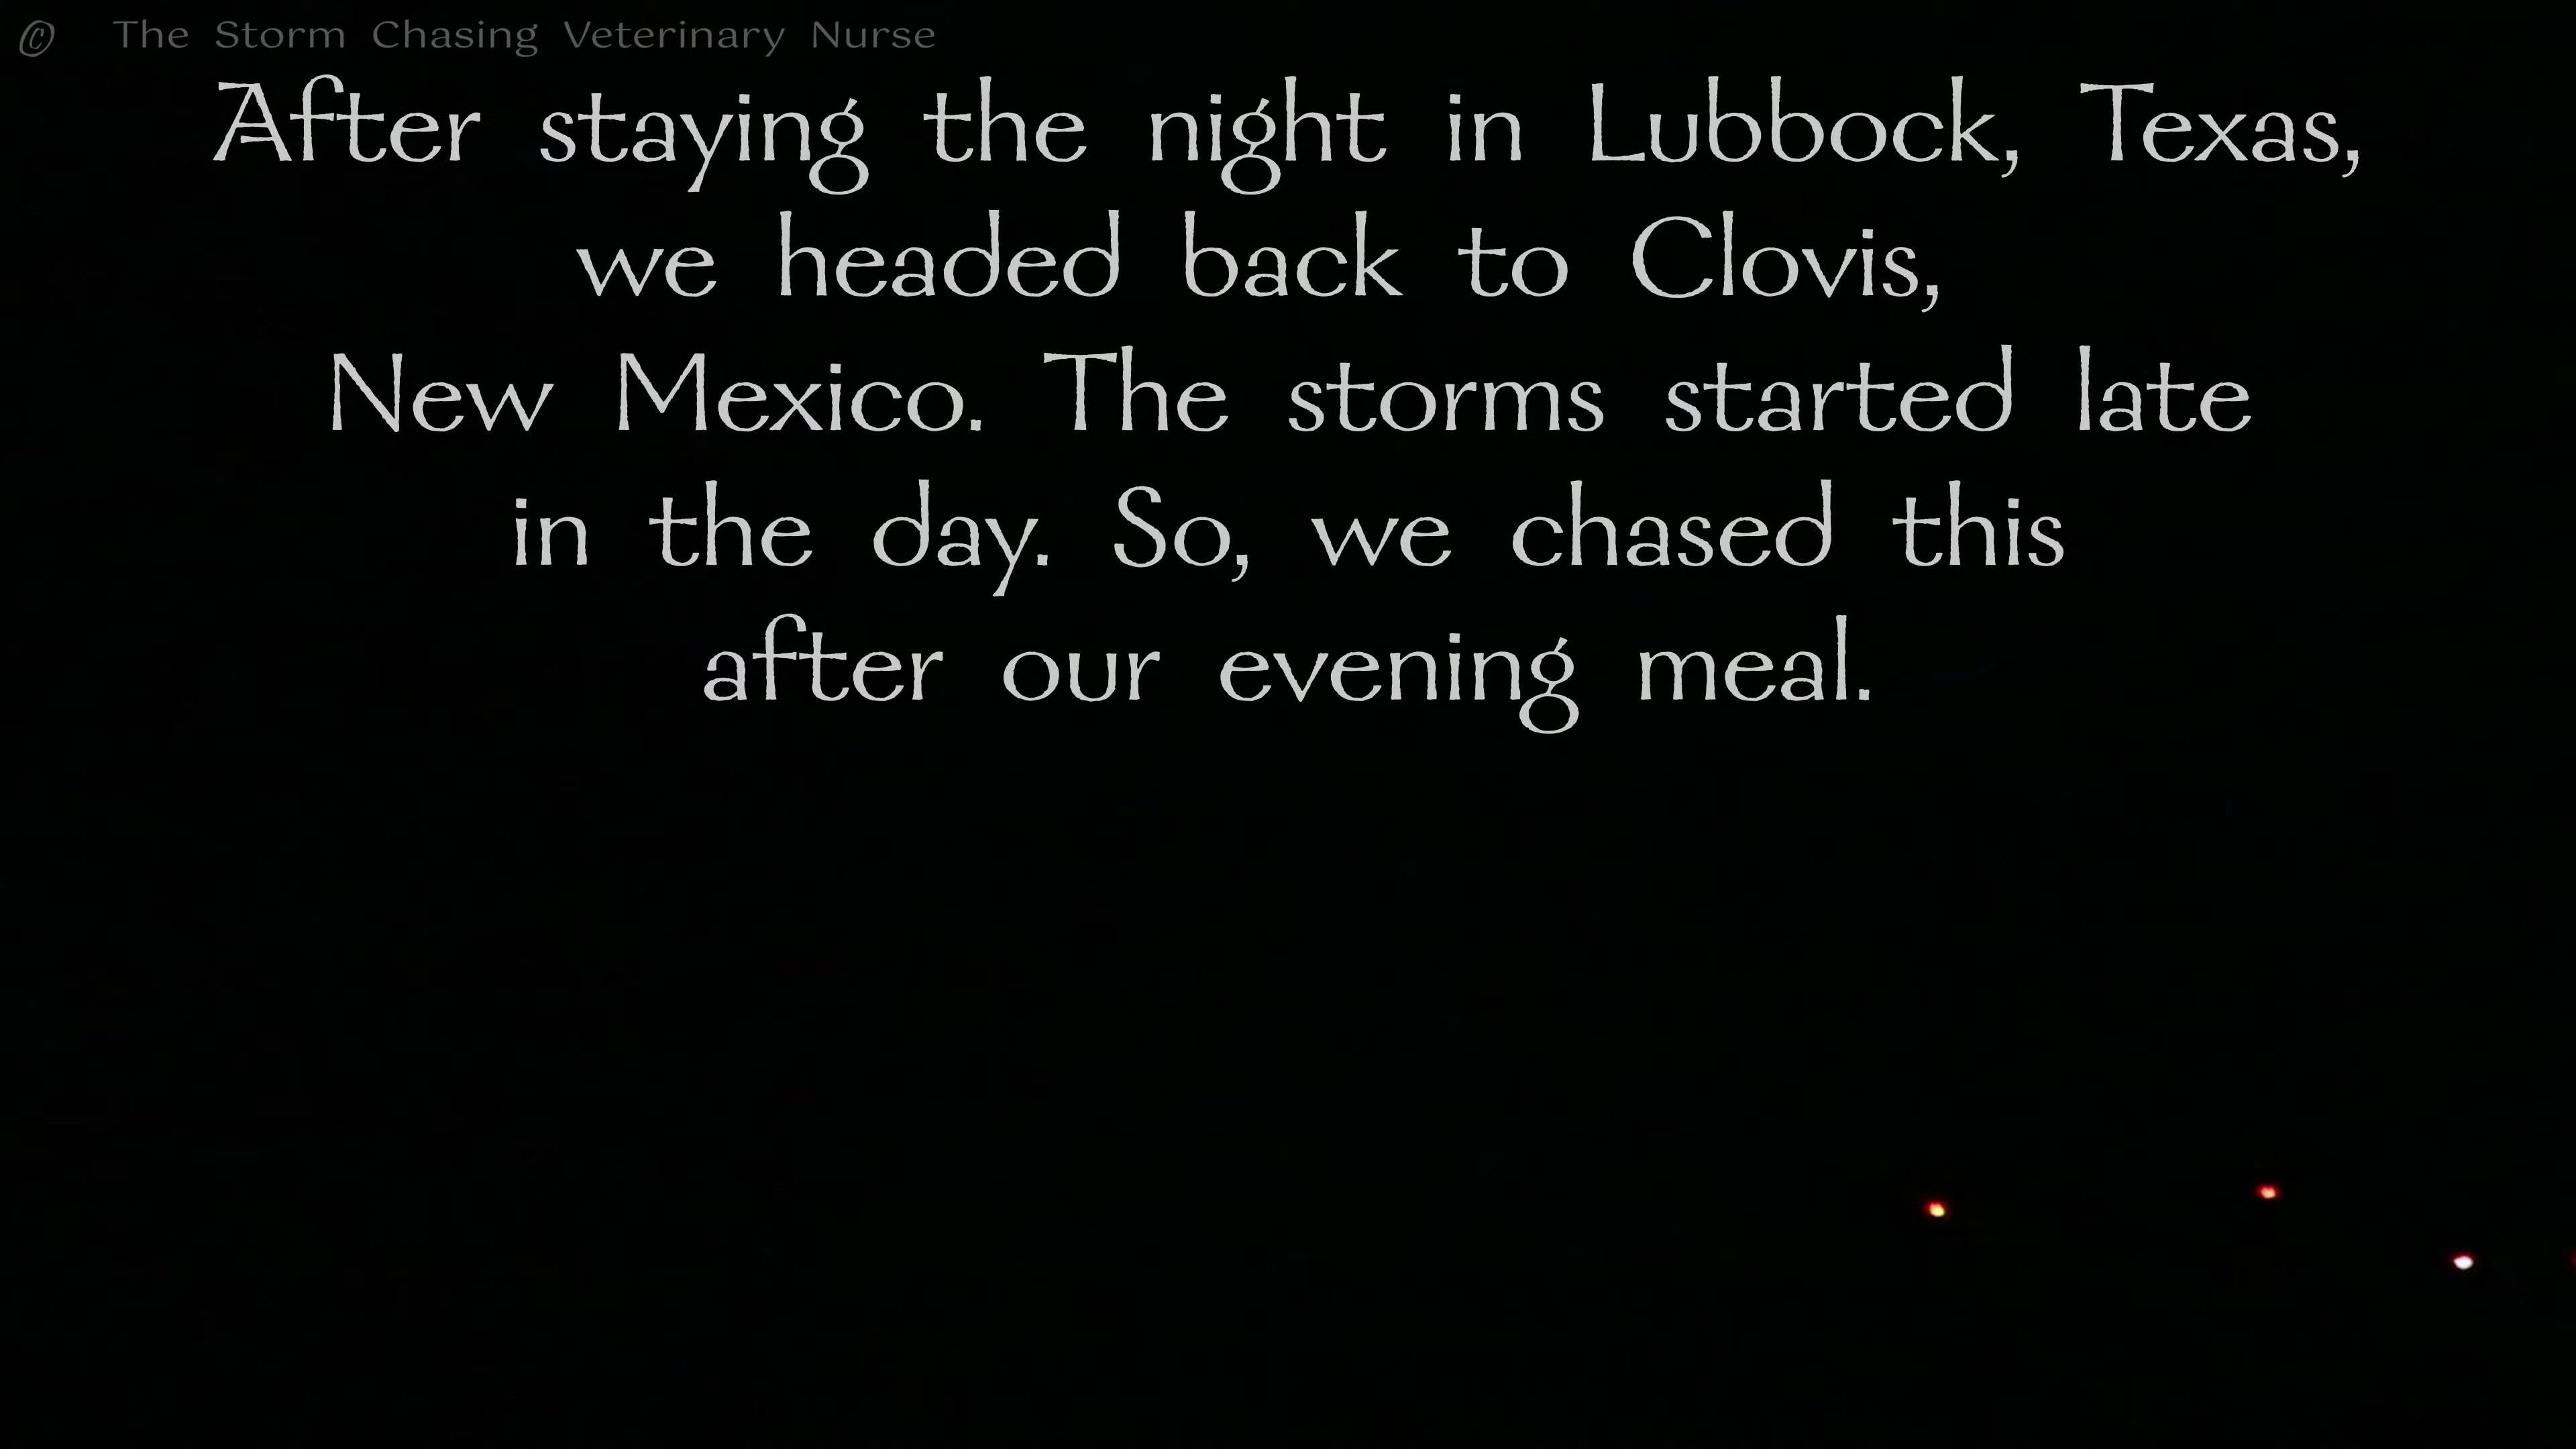 © The Storm Chasing Veterinary Nurse
After staying the night in Lubbock, Texas,
we headed back to Clovis,
New Mexico. The storms started late
in the day. So, we chased this
after our evening meal.